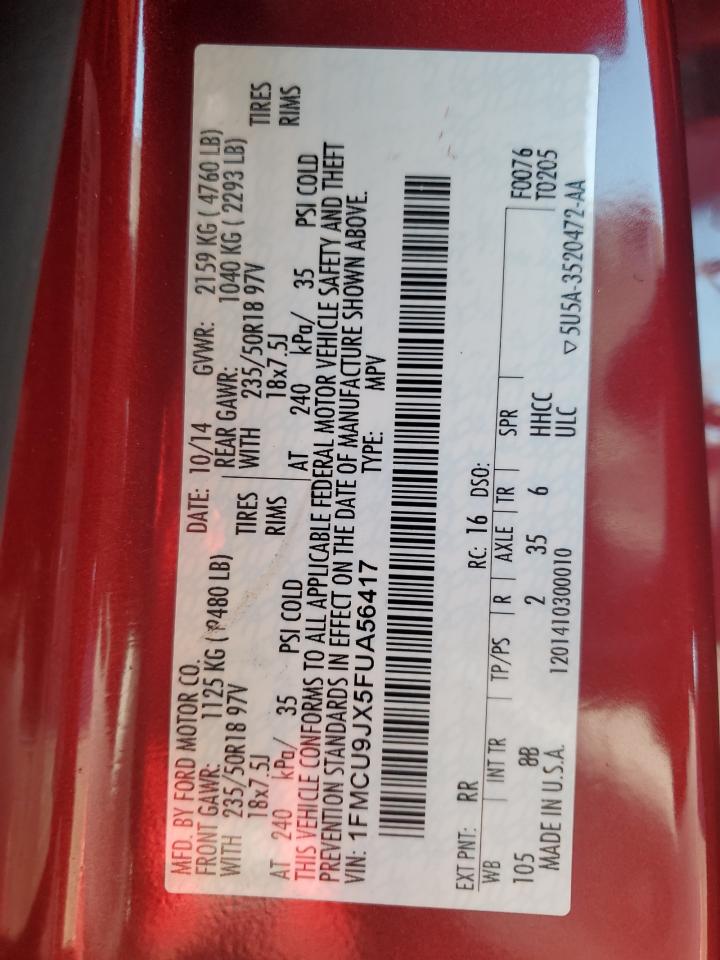 MFD. BY FORD MOTOR CO.
DATE: 10/14 GVWR: 2159 KG ( 4760 LB)
FRONT GAWR: 1125 KG ( 2480 LB)
REAR GAWR: 1040 KG ( 2293 LB)
WITH 235/50R18 97V TIRES
WITH 235/50R18 97V TIRES
18x7.5J RIMS
18x7.5J RIMS
AT 240 kPa/ 35 PSI COLD
AT 240 kPa/ 35 PSI COLD
THIS VEHICLE CONFORMS TO ALL APPLICABLE FEDERAL MOTOR VEHICLE SAFETY AND THEFT
PREVENTION STANDARDS IN EFFECT ON THE DATE OF MANUFACTURE SHOWN ABOVE.
VIN: 1FMCU9JX5FUA56417 TYPE: MPV
EXT PNT: RR RC: 16 DSO:
WB INT TR TP/PS R AXLE TR SPR F0076
105 8B 2 35 6 HHCC T0205
ULC
MADE IN U.S.A. 1201410300010 ▽5U5A-3520472-AA